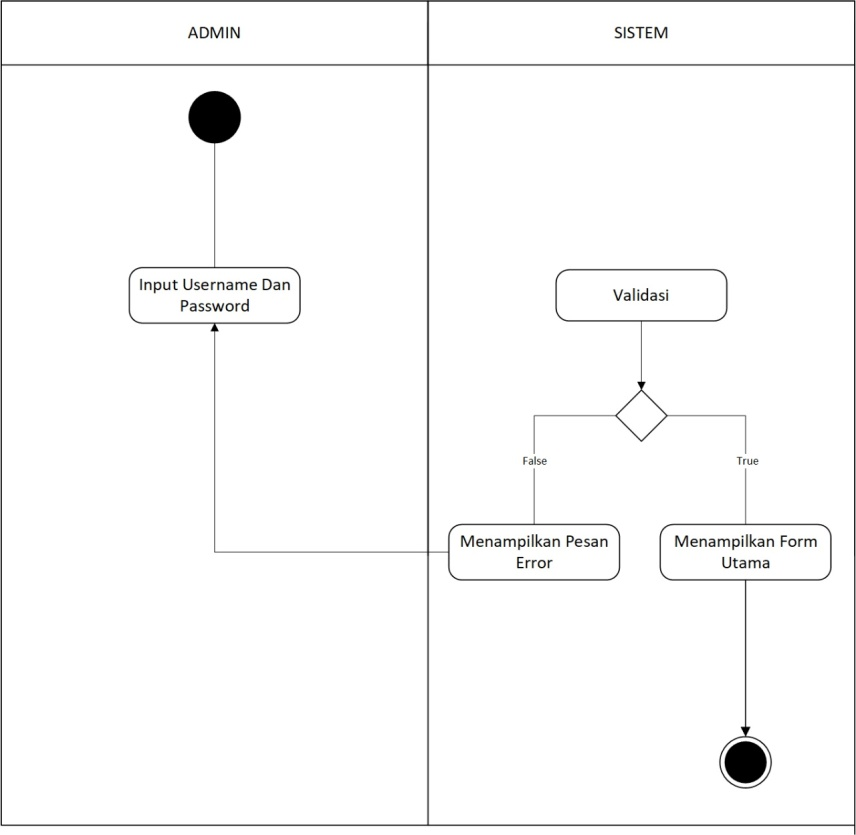 ADMIN
SISTEM
Input Username Dan
Password
Validasi
False
True
Menampilkan Pesan
Error
Menampilkan Form
Utama